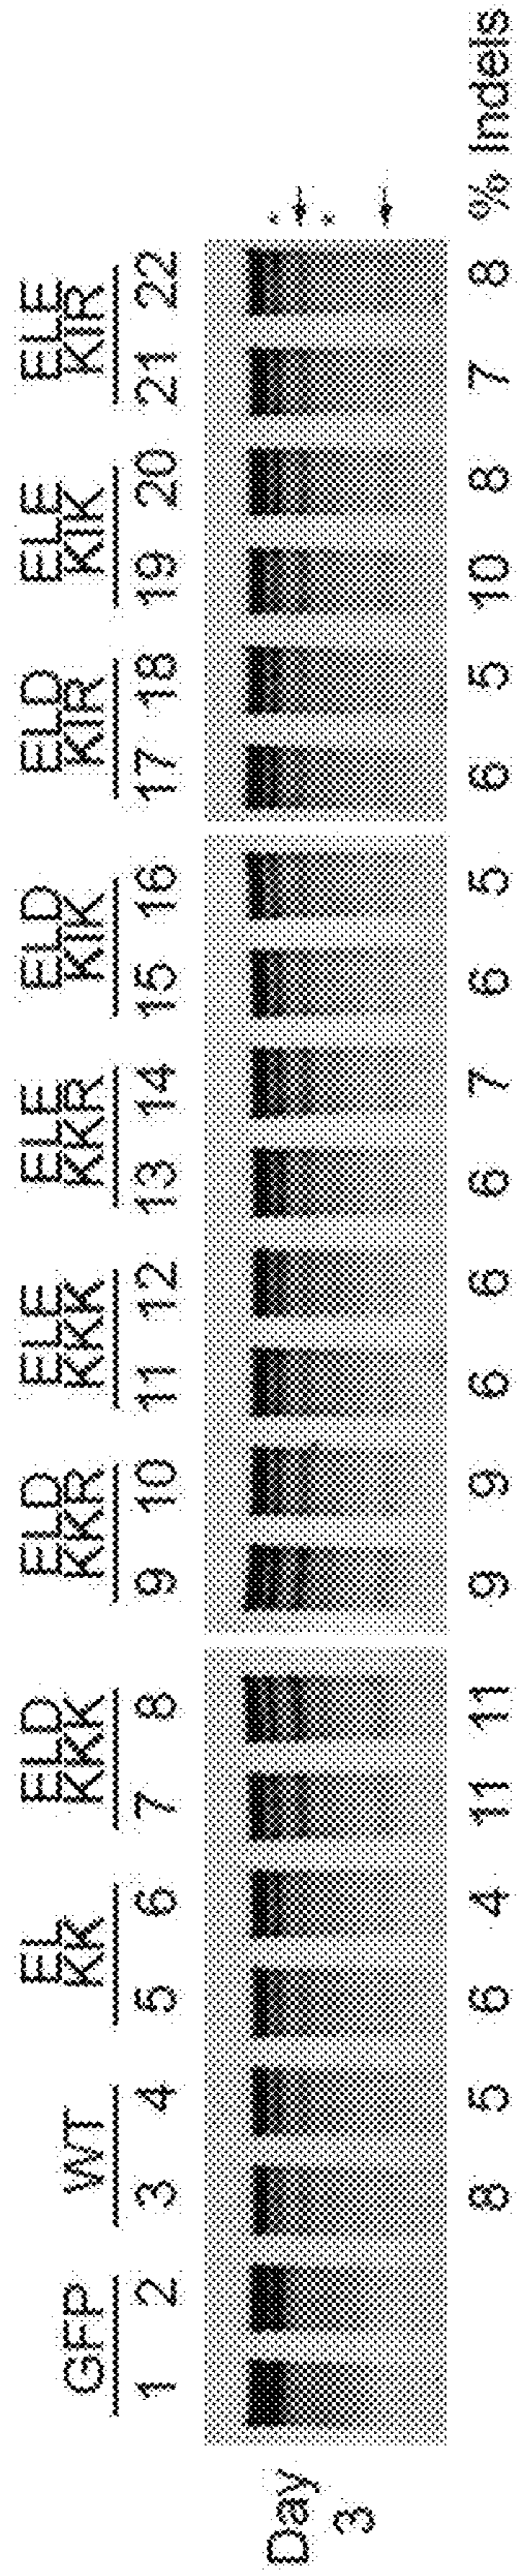 GFP WT EL ELD ELD ELE ELE ELD ELD ELE ELE
KK KKK KKR KKK KKR KIK KIR KIK KIR
1 2 3 4 5 6 7 8 9 10 11 12 13 14 15 16 17 18 19 20 21 22
Day
3
*
*
8 5 6 4 11 11 9 9 6 6 6 7 6 5 6 5 10 8 7 8 % Indels